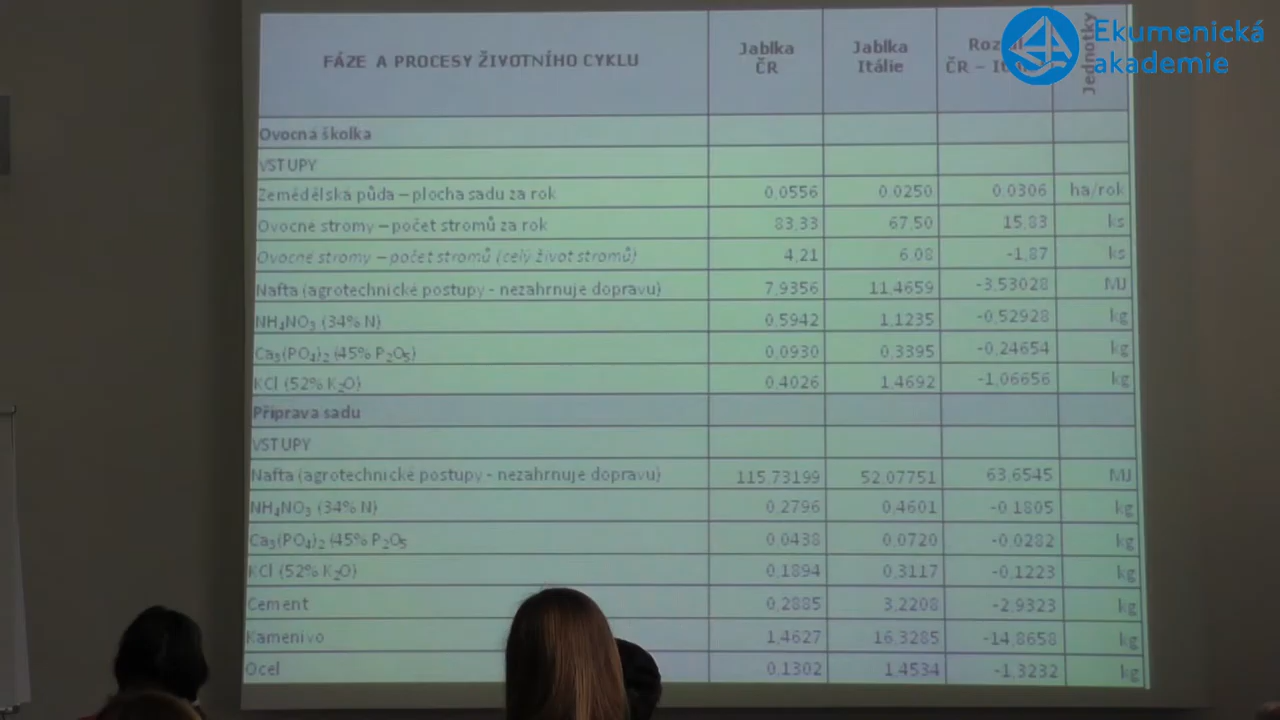 FÁZE A PROCESY ŽIVOTNÍHO CYKLU Jablka ČR Jablka Itálie ČR – Jednotky
Ekumenická
akademie
Ovocná školka
VSTUPY
Zemědělská půda – plocha sadu za rok 0,0556 0,0250 0,0306 ha/rok
Ovocné stromy – počet stromů za rok 83,33 67,50 15,83 ks
Ovocné stromy – počet stromů (celý život stromů) 4,21 6,08 -1,87 ks
Nafta (agrotechnické postupy - nezahrnuje dopravu) 7,9356 11,4659 -3,53028 MJ
NH₄NO₃ (34% N) 0,5942 1,1235 -0,52928 kg
Ca₃(PO₄)₂ (45% P₂O₅) 0,0930 0,3395 -0,24654 kg
KCl (52% K₂O) 0,4026 1,4692 -1,06656 kg
Příprava sadu
VSTUPY
Nafta (agrotechnické postupy - nezahrnuje dopravu) 115,73199 52,07751 63,6545 MJ
NH₄NO₃ (34% N) 0,2796 0,4601 -0,1805 kg
Ca₃(PO₄)₂ (45% P₂O₅ 0,0438 0,0720 -0,0282 kg
KCl (52% K₂O) 0,1894 0,3117 -0,1223 kg
Cement 0,2885 3,2208 -2,9323 kg
Kamenivo 1,4627 16,3285 -14,8658 kg
Ocel 0,1302 1,4534 -1,3232 kg